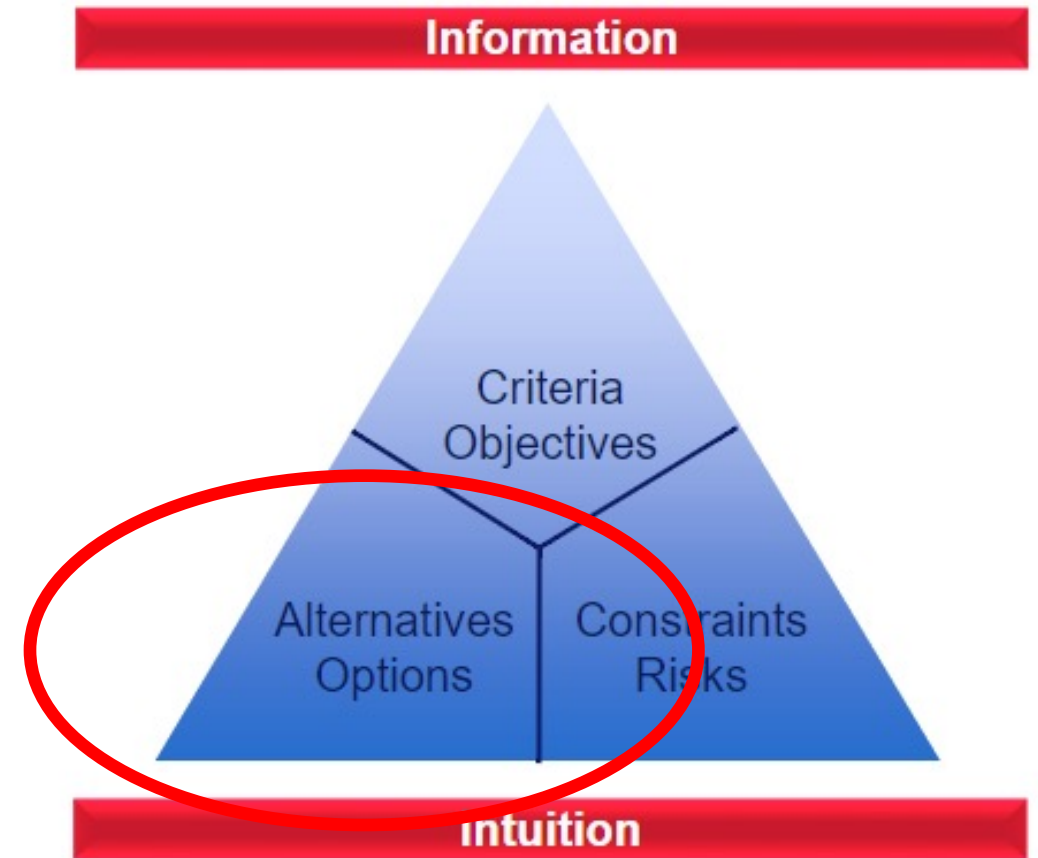 Information
Criteria
Objectives
Alternatives
Options
Constraints
Risks
Intuition